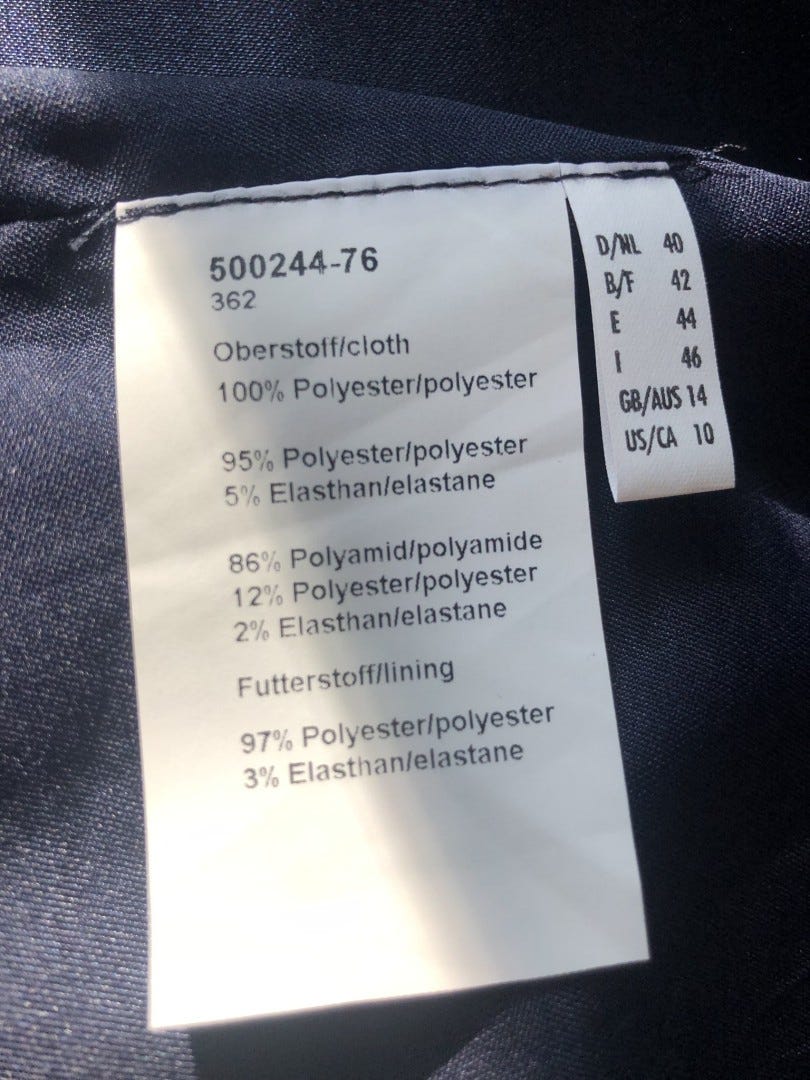 500244-76
362
Oberstoff/cloth
100% Polyester/polyester
95% Polyester/polyester
5% Elasthan/elastane
86% Polyamid/polyamide
12% Polyester/polyester
2% Elasthan/elastane
Futterstoff/lining
97% Polyester/polyester
3% Elasthan/elastane
D/NL 40
B/F 42
E 44
I 46
GB/AUS 14
US/CA 10